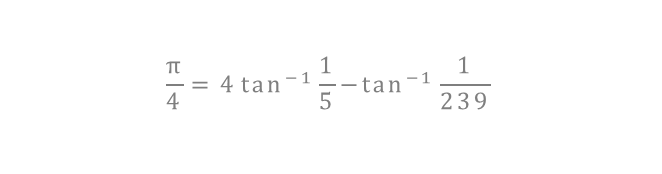 π/4 = 4 tan⁻¹ 1/5 − tan⁻¹ 1/239